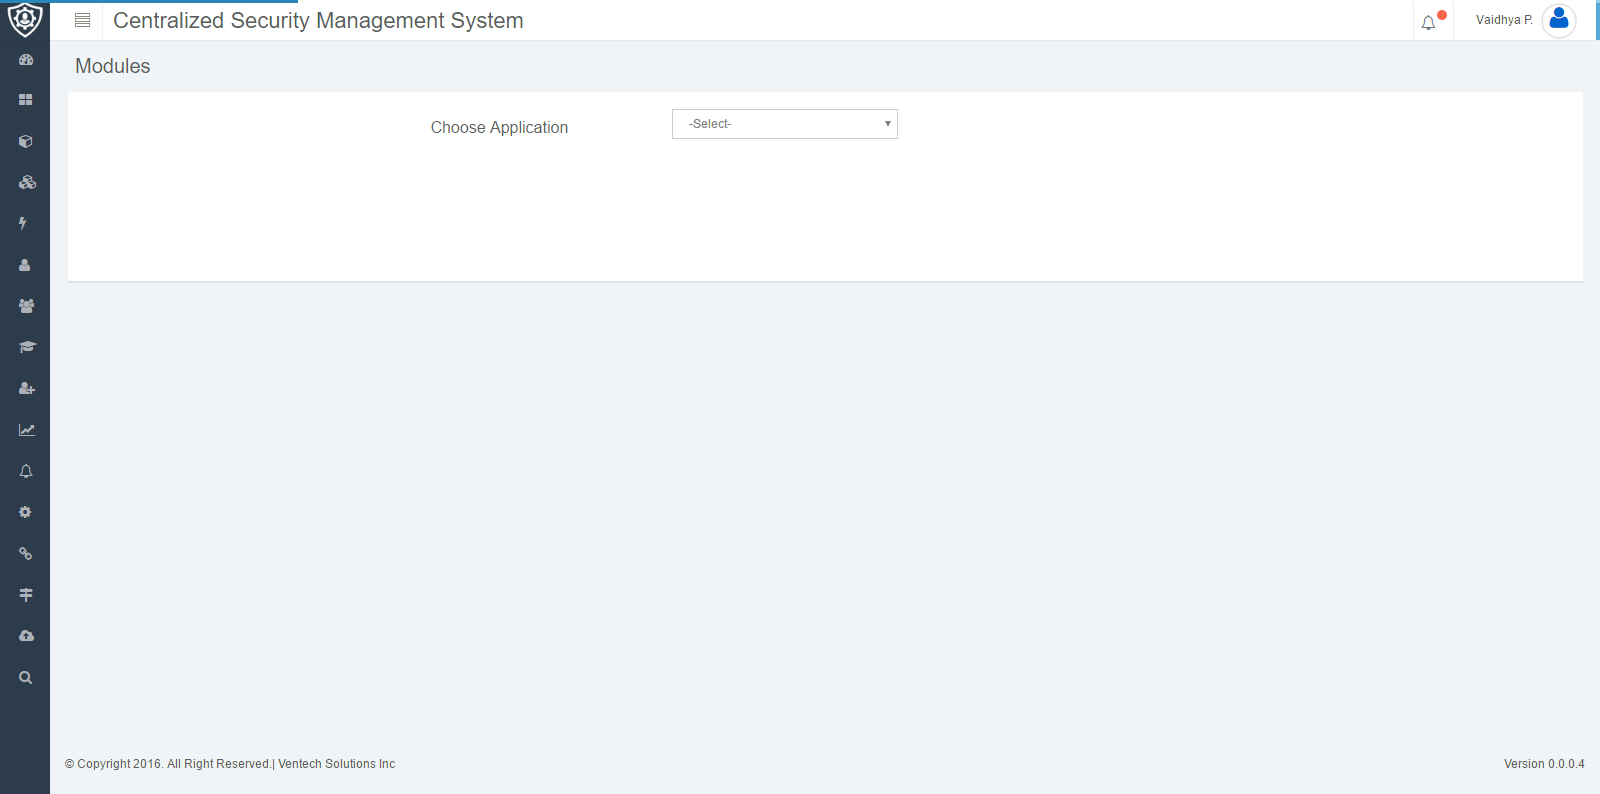 Centralized Security Management System
Vaidhya P.
Modules
Choose Application
-Select-
© Copyright 2016. All Right Reserved.| Ventech Solutions Inc
Version 0.0.0.4